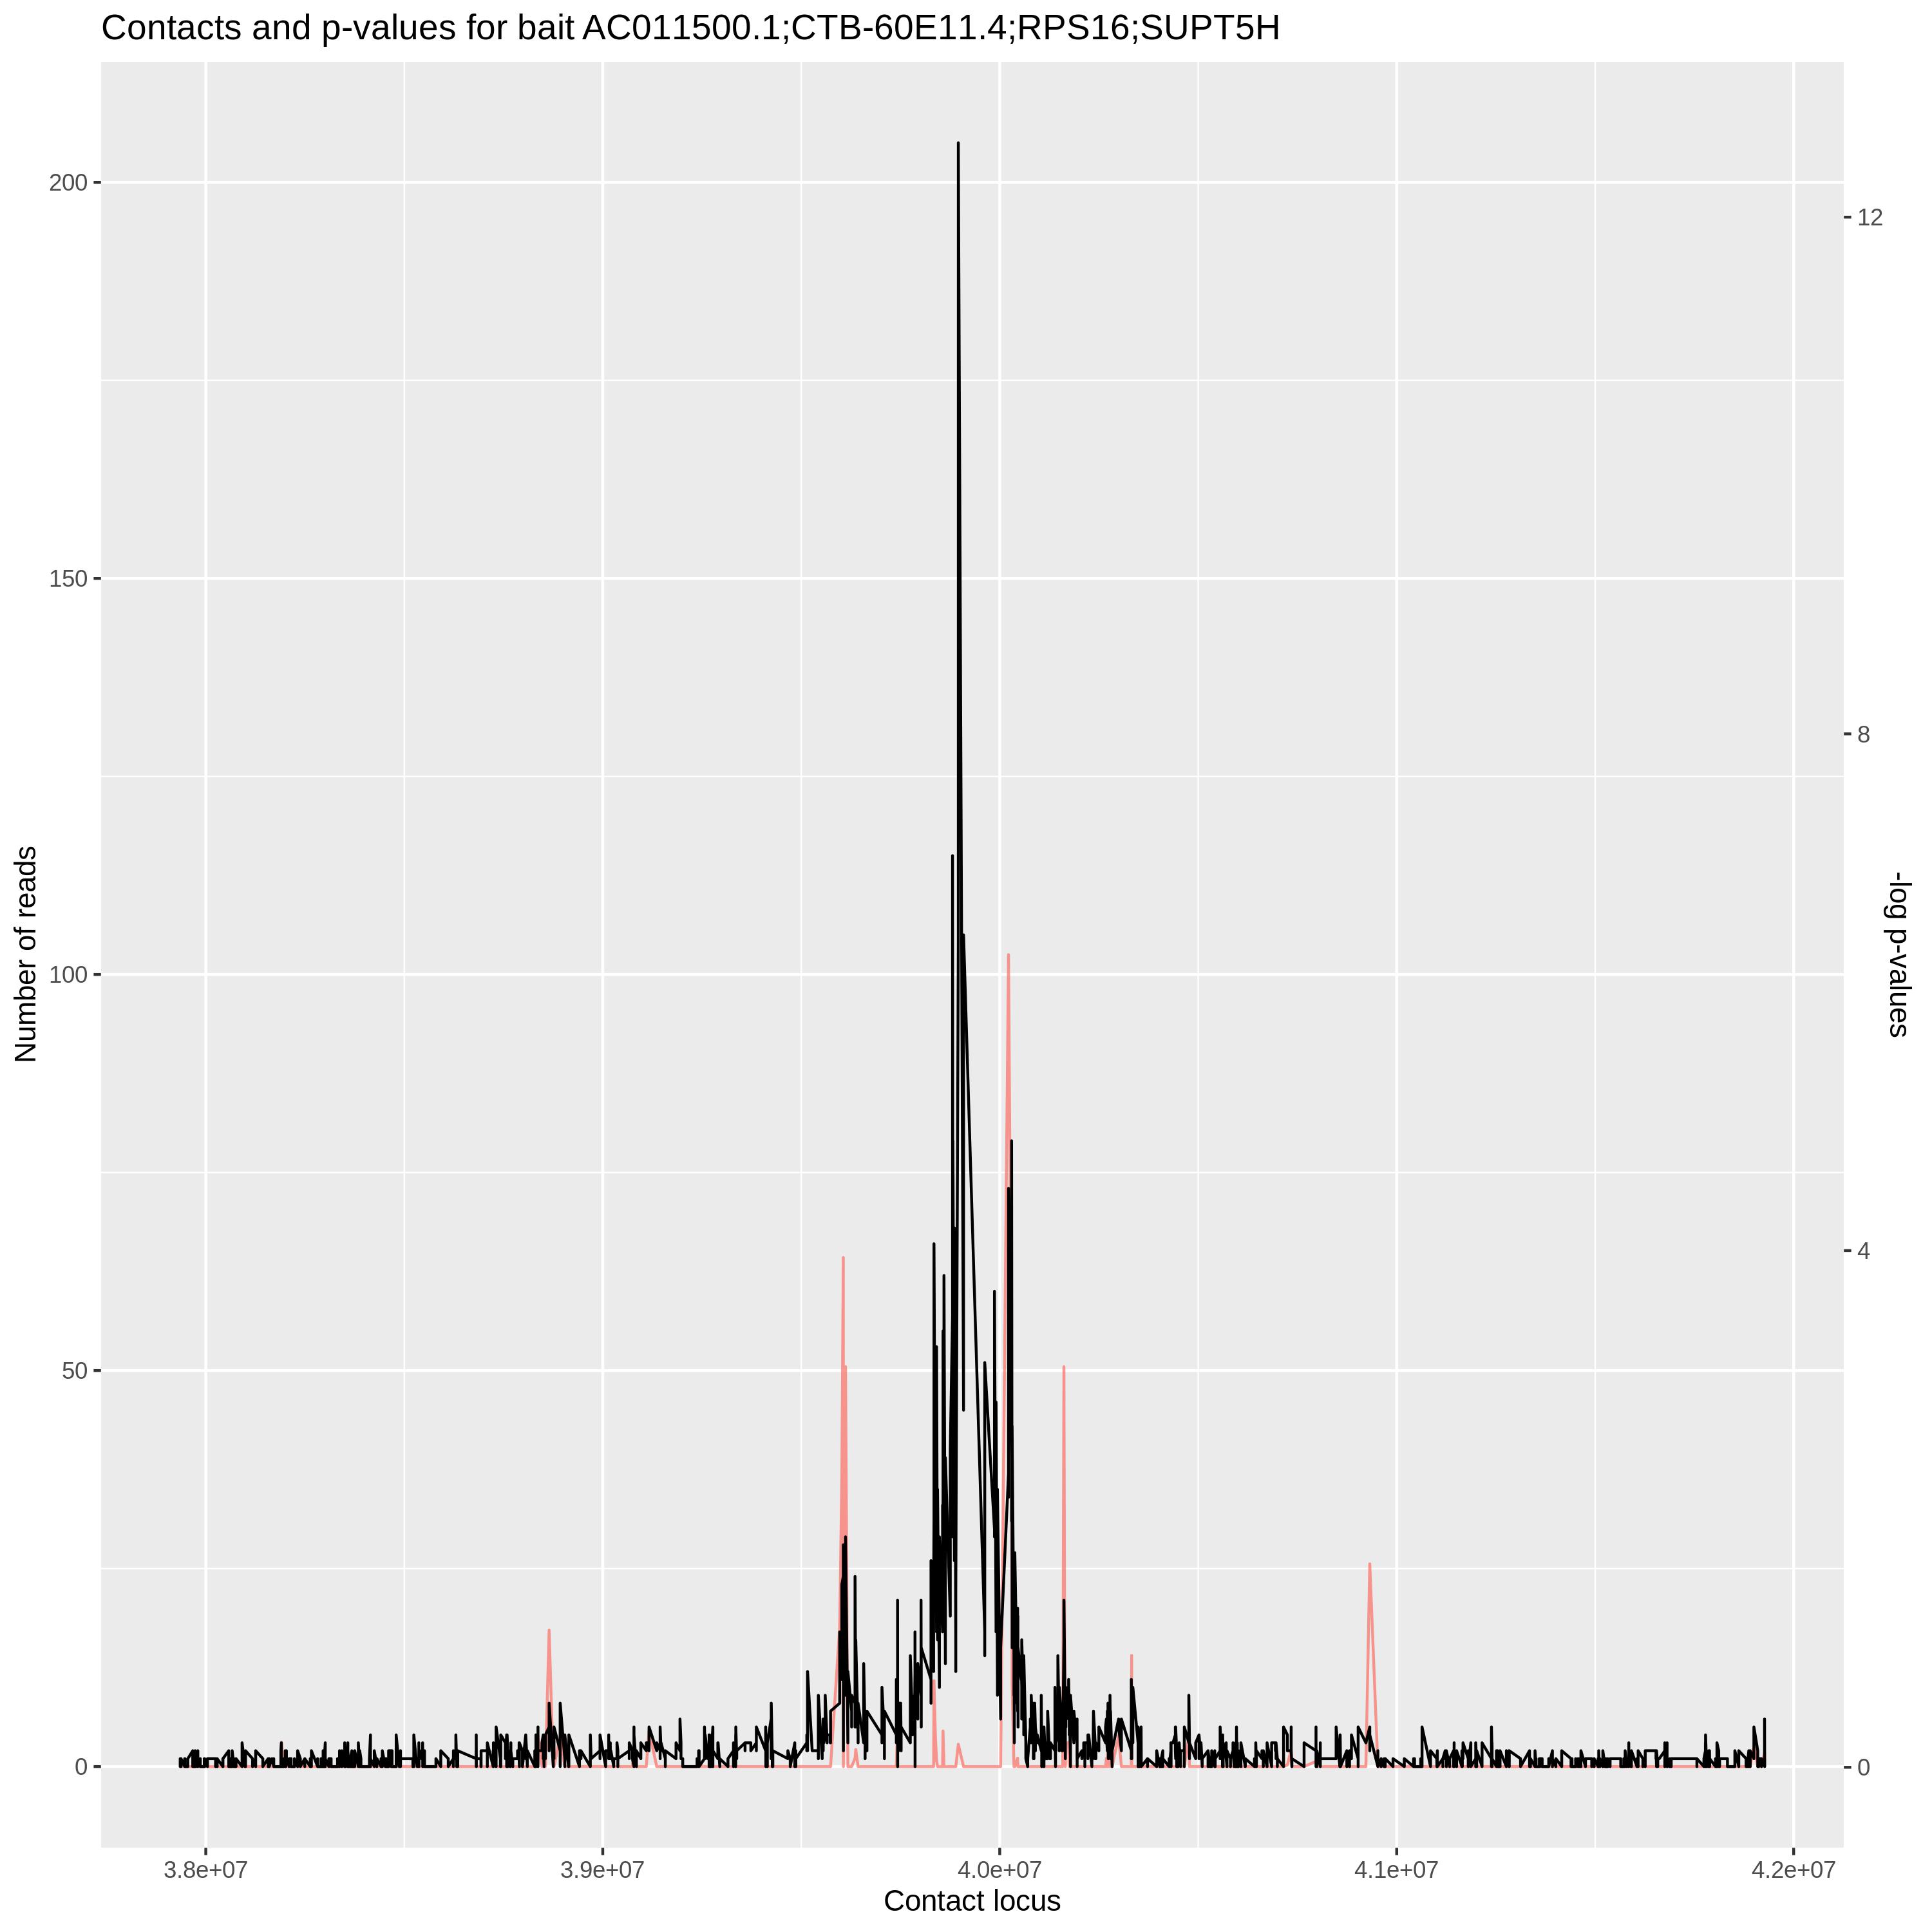 Contacts and p-values for bait AC011500.1;CTB-60E11.4;RPS16;SUPT5H
200
150
100
50
0
Number of reads
12
8
4
0
-log p-values
3.8e+07 3.9e+07 4.0e+07 4.1e+07 4.2e+07
Contact locus